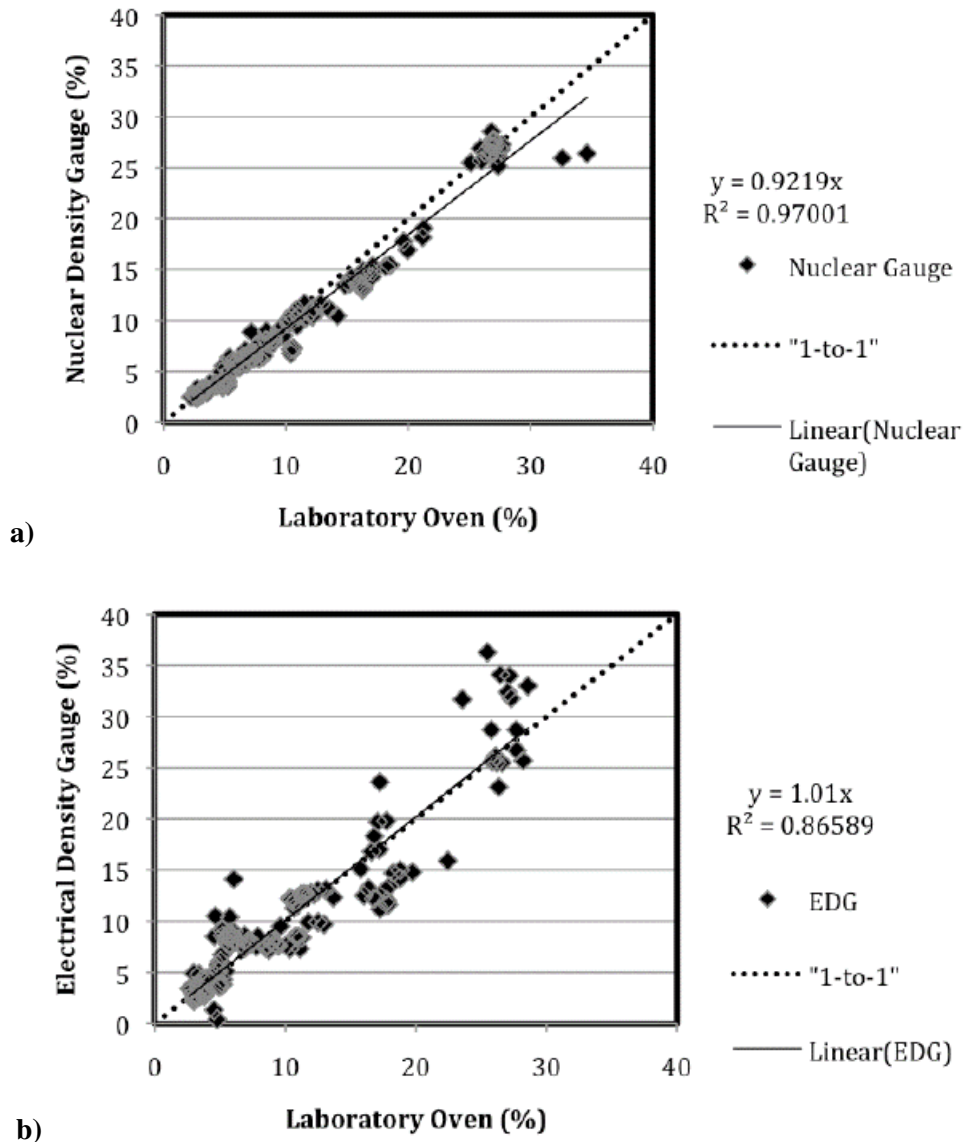 40
35
30
25
20
15
10
5
0
Nuclear Density Gauge (%)
0 10 20 30 40
Laboratory Oven (%)
y = 0.9219x
R² = 0.97001
Nuclear Gauge
"1-to-1"
Linear(Nuclear
Gauge)
a)
40
35
30
25
20
15
10
5
0
Electrical Density Gauge (%)
0 10 20 30 40
Laboratory Oven (%)
y = 1.01x
R² = 0.86589
EDG
"1-to-1"
Linear(EDG)
b)